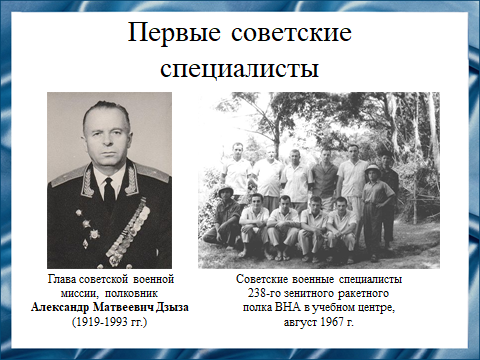 Первые советские
специалисты
Глава советской военной
миссии, полковник
Александр Матвеевич Дзыза
(1919-1993 гг.)
Советские военные специалисты
238-го зенитного ракетного
полка ВНА в учебном центре,
август 1967 г.